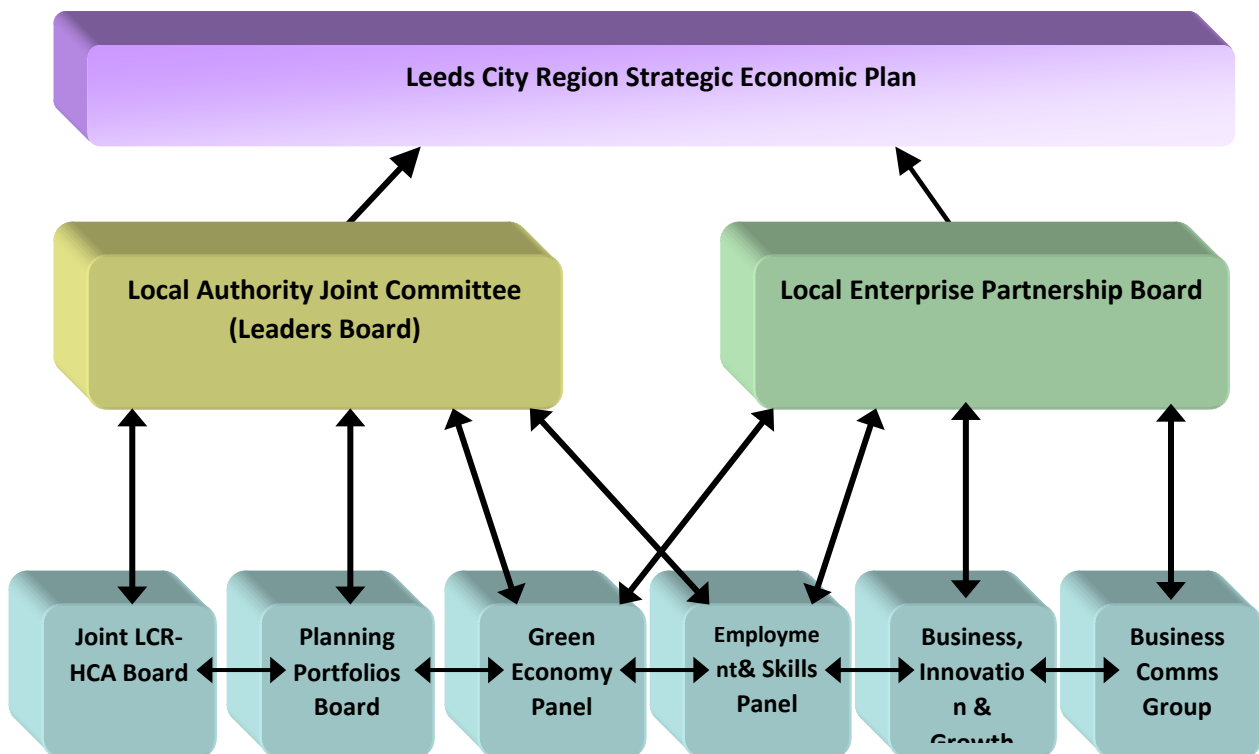 Leeds City Region Strategic Economic Plan
Local Authority Joint Committee
(Leaders Board)
Local Enterprise Partnership Board
Joint LCR-
HCA Board
Planning
Portfolios
Board
Green
Economy
Panel
Employme
nt& Skills
Panel
Business,
Innovatio
n &
Growth
Business
Comms
Group